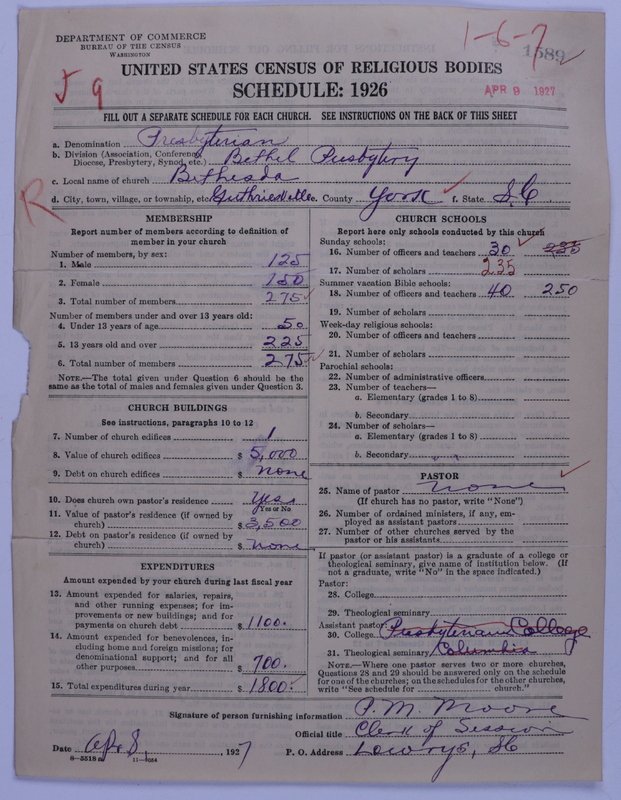 DEPARTMENT OF COMMERCE
BUREAU OF THE CENSUS
WASHINGTON
1-6-7
1589
UNITED STATES CENSUS OF RELIGIOUS BODIES
J 9
SCHEDULE: 1926
APR 9 1927
FILL OUT A SEPARATE SCHEDULE FOR EACH CHURCH. SEE INSTRUCTIONS ON THE BACK OF THIS SHEET
a. Denomination Presbyterian
b. Division (Association, Conference, Diocese, Presbytery, Synod, etc.) Bethel Presbytery
c. Local name of church Bethesda
R
d. City, town, village, or township, etc. Guthriesville e. County York f. State S.C
MEMBERSHIP
Report number of members according to definition of
member in your church
Number of members, by sex:
1. Male 125
2. Female 150
3. Total number of members 275
Number of members under and over 13 years old:
4. Under 13 years of age 50
5. 13 years old and over 225
6. Total number of members 275
NOTE.—The total given under Question 6 should be
same as the total of males and females given under Question 3.
CHURCH BUILDINGS
See instructions, paragraphs 10 to 12
7. Number of church edifices 1
8. Value of church edifices $ 5,000
9. Debt on church edifices $ none
10. Does church own pastor's residence Yes
Yes or No
11. Value of pastor's residence (if owned by
church) $ 3,500
12. Debt on pastor's residence (if owned by
church) $ none
EXPENDITURES
Amount expended by your church during last fiscal year
13. Amount expended for salaries, repairs,
and other running expenses; for im-
provements or new buildings; and for
payments on church debt $ 1100.
14. Amount expended for benevolences, in-
cluding home and foreign missions; for
denominational support; and for all
other purposes $ 700.
15. Total expenditures during year $ 1800.
CHURCH SCHOOLS
Report here only schools conducted by this church
Sunday schools:
16. Number of officers and teachers 30 235
17. Number of scholars 235
Summer vacation Bible schools:
18. Number of officers and teachers 40 250
19. Number of scholars
Week-day religious schools:
20. Number of officers and teachers
21. Number of scholars
Parochial schools:
22. Number of administrative officers
23. Number of teachers—
a. Elementary (grades 1 to 8)
b. Secondary
24. Number of scholars—
a. Elementary (grades 1 to 8)
b. Secondary
PASTOR
25. Name of pastor none
(If church has no pastor, write "None")
26. Number of ordained ministers, if any, em-
ployed as assistant pastors
27. Number of other churches served by the
pastor or his assistants
If pastor (or assistant pastor) is a graduate of a college or
theological seminary, give name of institution below. (If
not a graduate, write "No" in the space indicated.)
Pastor:
28. College
29. Theological seminary
Assistant pastor:
30. College Presbyterian College
31. Theological seminary Columbia
NOTE.—Where one pastor serves two or more churches,
Questions 28 and 29 should be answered only on the schedule
for one of the churches; on the schedules for the other churches,
write "See schedule for church."
Signature of person furnishing information P. M. Moore
Official title Clerk of Session
Date Apr 8, 1927 P. O. Address Lowrys, SC
8—5518a 11—9084